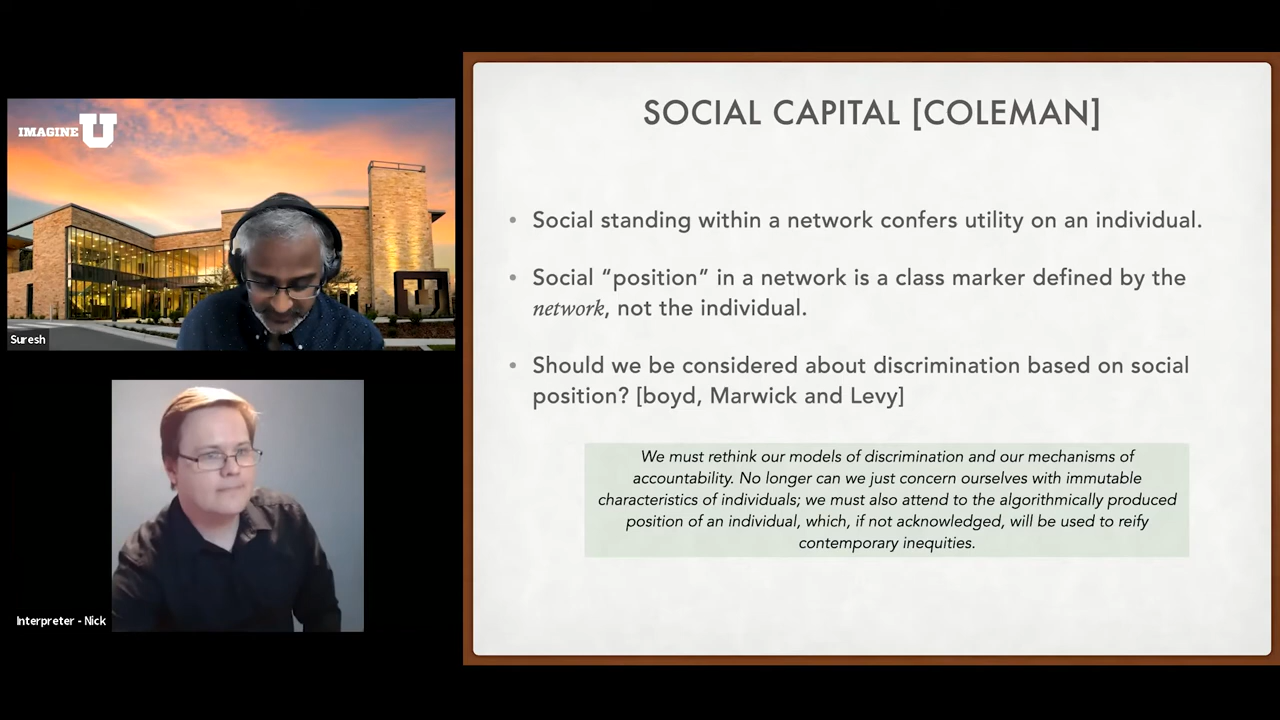 IMAGINE U
Suresh
Interpreter - Nick
SOCIAL CAPITAL [COLEMAN]
• Social standing within a network confers utility on an individual.
• Social “position” in a network is a class marker defined by the
network, not the individual.
• Should we be considered about discrimination based on social
position? [boyd, Marwick and Levy]
We must rethink our models of discrimination and our mechanisms of
accountability. No longer can we just concern ourselves with immutable
characteristics of individuals; we must also attend to the algorithmically produced
position of an individual, which, if not acknowledged, will be used to reify
contemporary inequities.